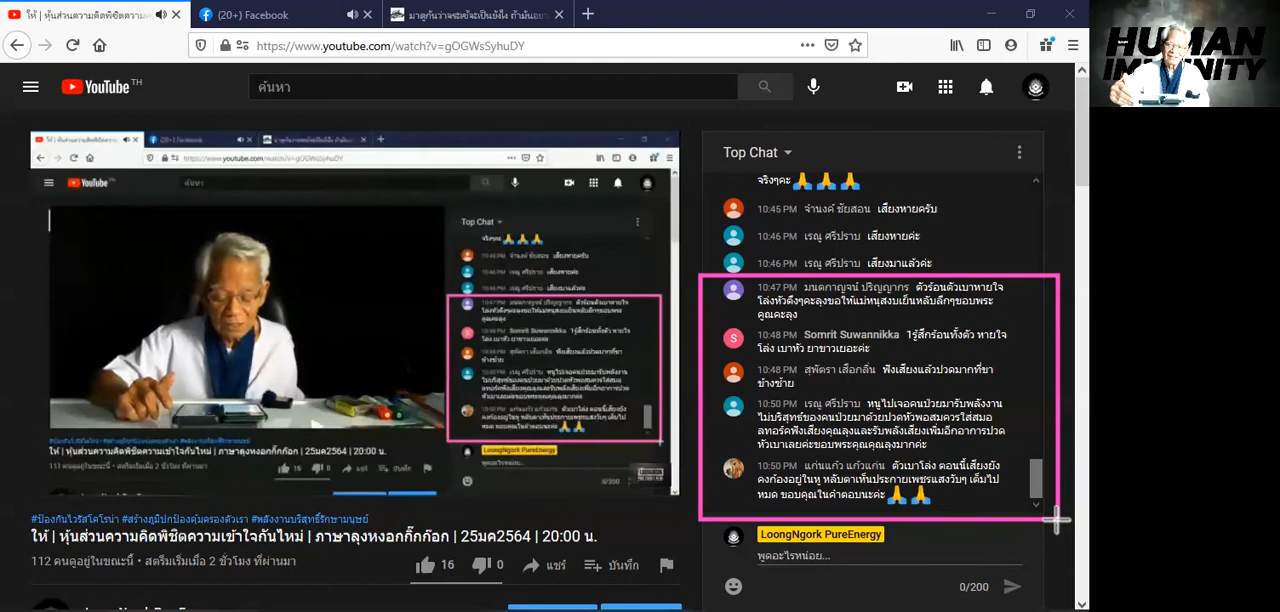 ให้ | หุ้นส่วนความคิดพิชิตความ
(20+) Facebook
มาดูกันว่าจระเข้จะเป็นยังไง ถ้ามันอยา
HUMAN
IMMUNITY
https://www.youtube.com/watch?v=gOGWsSyhuDY
YouTube TH
ค้นหา
Top Chat
จริงๆคะ 🙏 🙏 🙏
10:45 PM จำนงค์ ชัยสอน เสียงหายครับ
10:46 PM เรณู ศรีปราบ เสียงหายค่ะ
10:46 PM เรณู ศรีปราบ เสียงมาแล้วค่ะ
10:47 PM มนตกาญจน์ ปริญญากร ตัวร้อนตัวเบาหายใจ
โล่งหัวตึงๆคะลุงขอให้แม่หนุสงบเย็นหลับลึกๆขอบพระ
คูณคะลุง
S
10:48 PM Somrit Suwannikka 1รู้สึกร้อนทั้งตัว หายใจ
โล่ง เบาหัว ยาขาวเยอะค่ะ
10:48 PM สุพัตรา เสือกลิ่น ฟังเสียงแล้วปวดมากที่ขา
ข้างซ้าย
10:50 PM เรณู ศรีปราบ หนูไปเจอคนป่วยมารับพลังงาน
ไม่บริสุทธ์ของคนป่วยมาด้วยปวดหัวพอสมควรใส่สมอ
ลทอร์คฟังเสียงคุณลุงและรับพลังเสียงเพิ่มอีกอาการปวด
หัวเบาเลยค่ะขอบพระคุณคุณลุงมากค่ะ
10:50 PM แก่นแก้ว แก้วแก่น ตัวเบาโล่ง ตอนนี้เสียงยัง
คงก้องอยู่ในหู หลับตาเห็นประกายเพชรแสงวับๆ เต็มไป
หมด ขอบคุณในคำตอบนะค่ะ 🙏 🙏
LoongNgork PureEnergy
พูดอะไรหน่อย...
0/200
#ป้องกันไวรัสโคโรน่า #สร้างภูมิปกป้องคุ้มครองตัวเรา #พลังงานบริสุทธิ์รักษามนุษย์
ให้ | หุ้นส่วนความคิดพิชิตความเข้าใจกันไหม่ | ภาษาลุงหงอกกิ๊กก๊อก | 25มค2564 | 20:00 น.
112 คนดูอยู่ในขณะนี้ • สตรีมเริ่มเมื่อ 2 ชั่วโมง ที่ผ่านมา
16
0
แชร์
บันทึก